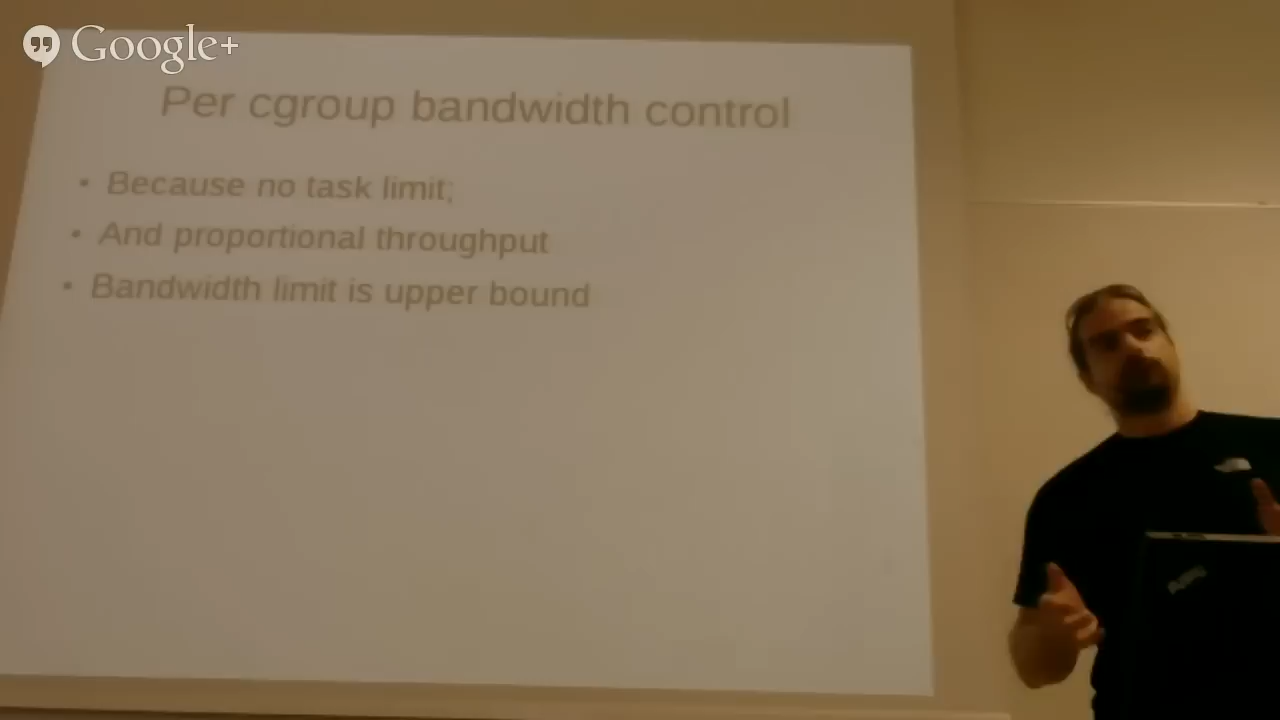 Google+
Per cgroup bandwidth control
• Because no task limit;
• And proportional throughput
• Bandwidth limit is upper bound